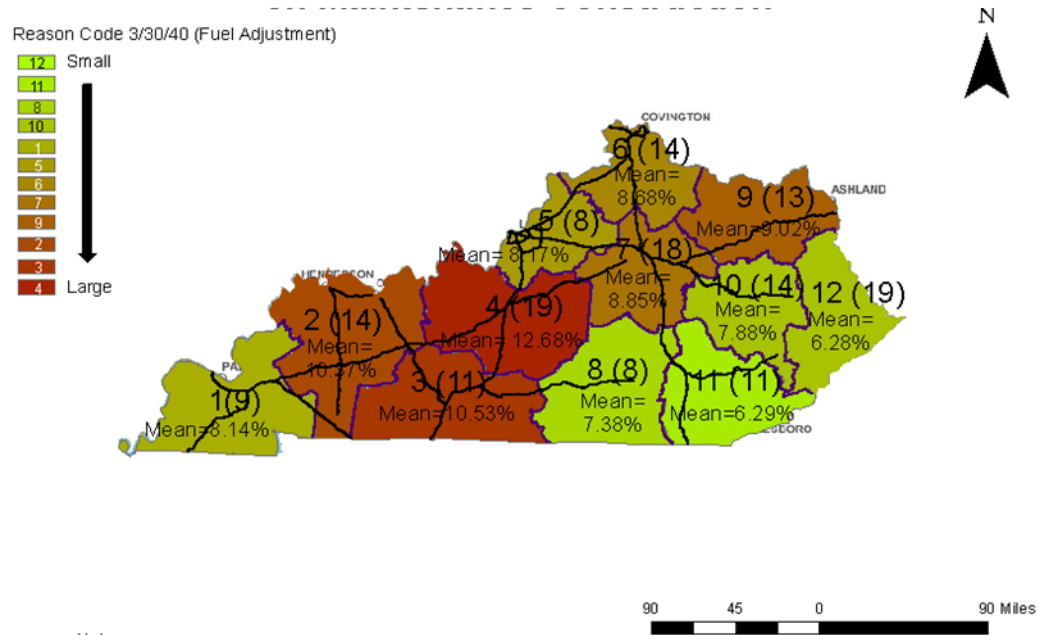 Reason Code 3/30/40 (Fuel Adjustment)
12 Small
11
8
10
1
5
6
7
9
2
3
4 Large
N
COVINGTON
6 (14)
Mean=
8.68%
9 (13)
ASHLAND
Mean=9.02%
5 (8)
Mean= 8.17%
7 (18)
Mean=
8.85%
HENDERSON
10 (14)
Mean=
7.88%
12 (19)
Mean=
6.28%
4 (19)
Mean= 12.68%
2 (14)
Mean=
10.37%
3 (11)
Mean=10.53%
8 (8)
Mean=
7.38%
11 (11)
Mean=6.29%
1(9)
Mean=8.14%
90 45 0 90 Miles